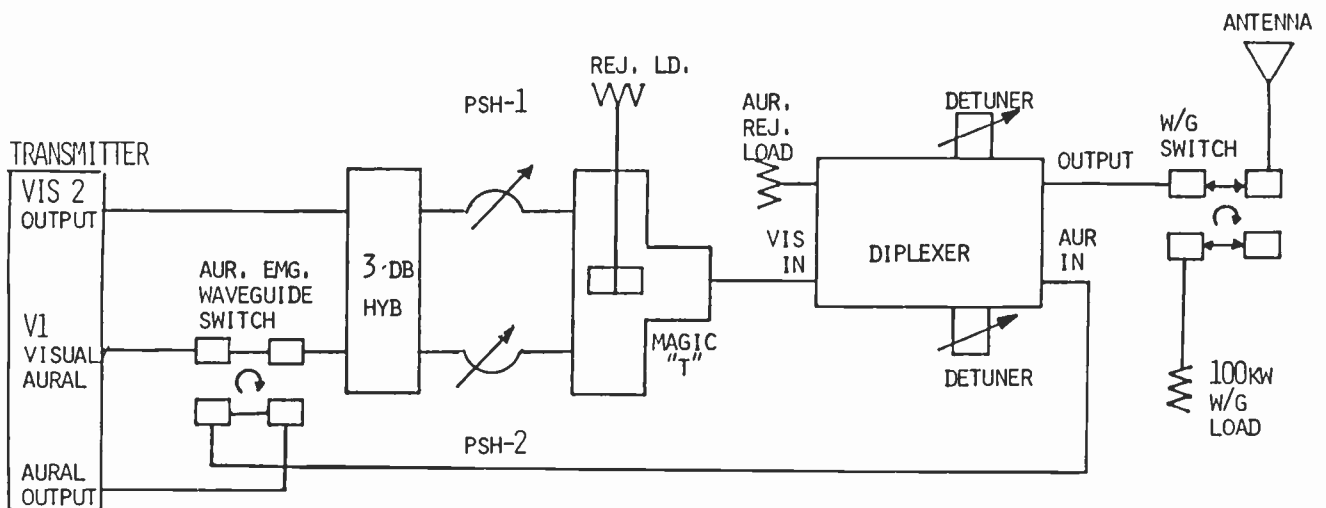 ANTENNA
REJ. LD.
PSH-1
AUR.
REJ.
LOAD
DETUNER
W/G
SWITCH
TRANSMITTER
VIS 2
OUTPUT
OUTPUT
3-DB
HYB
VIS
IN
DIPLEXER
AUR
IN
AUR. EMG.
WAVEGUIDE
SWITCH
V1
VISUAL
AURAL
MAGIC
"T"
DETUNER
100KW
W/G
LOAD
PSH-2
AURAL
OUTPUT